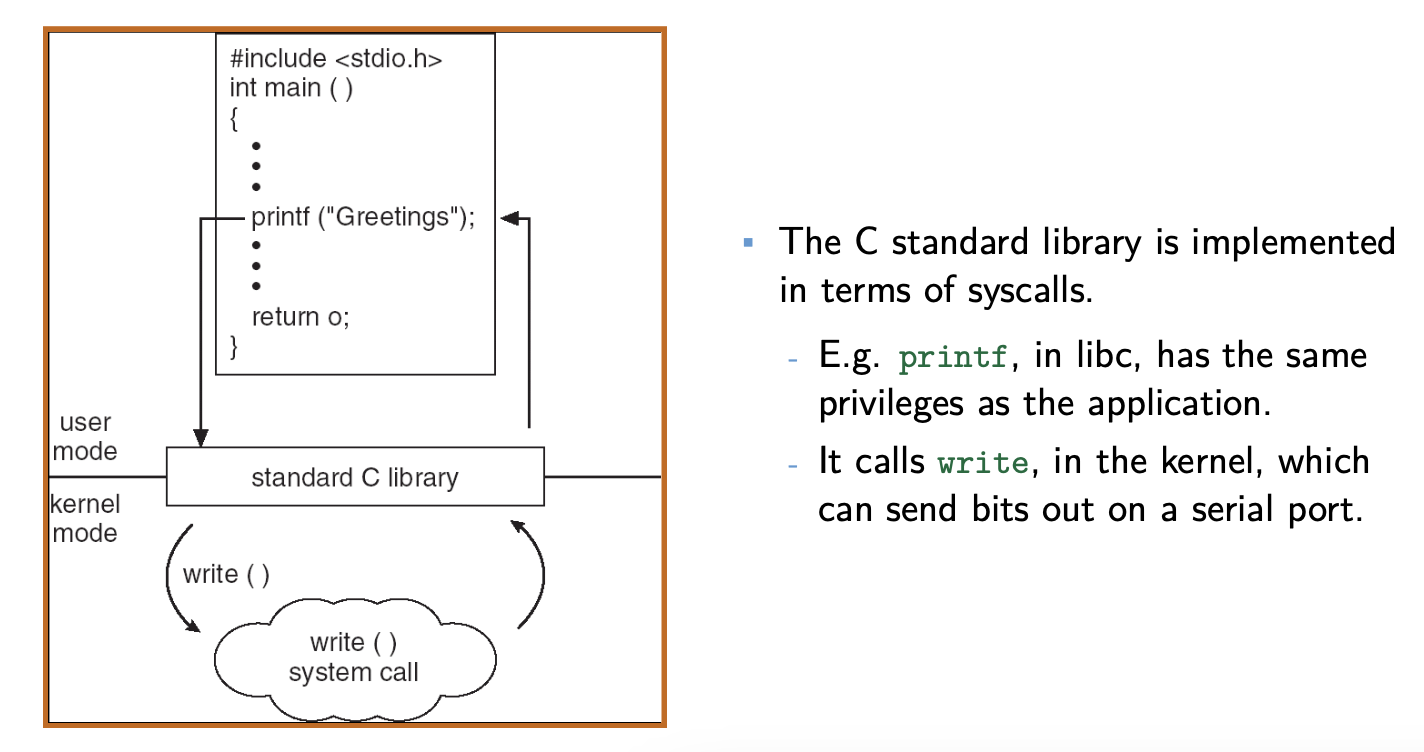 #include <stdio.h>
int main ( )
{
•
•
•
printf ("Greetings");
•
•
•
return o;
}
user
mode
standard C library
kernel
mode
write ( )
write ( )
system call
▪ The C standard library is implemented
in terms of syscalls.
- E.g. printf, in libc, has the same
privileges as the application.
- It calls write, in the kernel, which
can send bits out on a serial port.